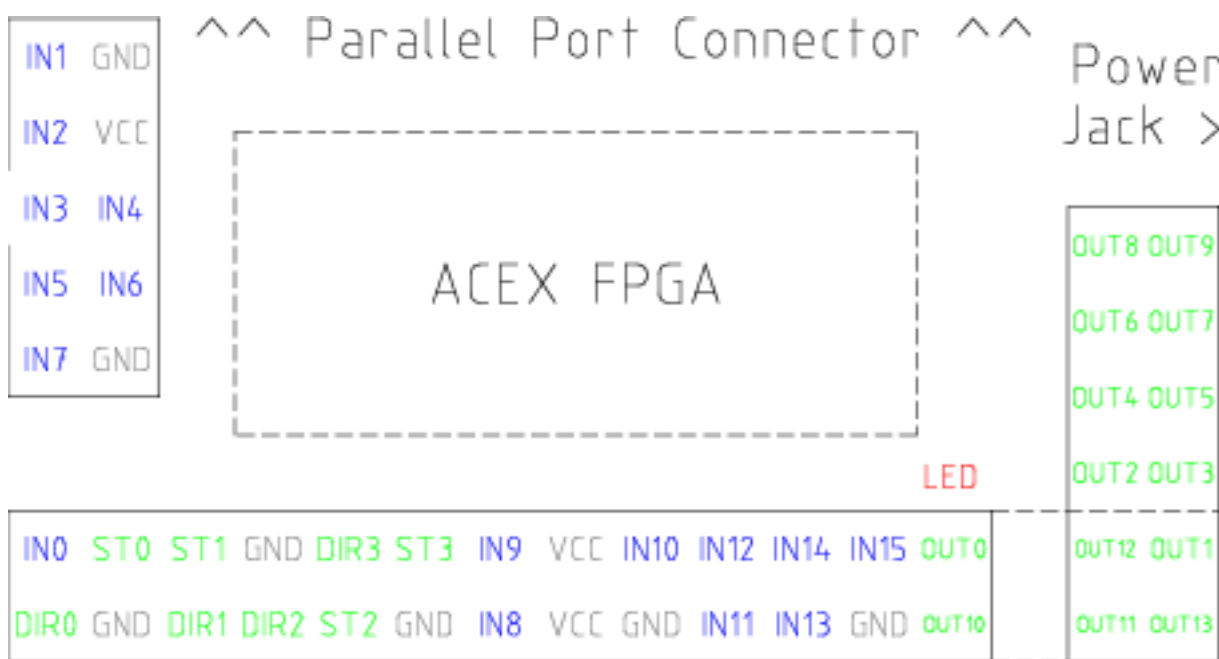 ^^ Parallel Port Connector ^^
Power
Jack >
IN1 GND
IN2 VCC
IN3 IN4
IN5 IN6
IN7 GND
ACEX FPGA
OUT8 OUT9
OUT6 OUT7
OUT4 OUT5
OUT2 OUT3
OUT12 OUT1
OUT11 OUT13
LED
IN0 ST0 ST1 GND DIR3 ST3 IN9 VCC IN10 IN12 IN14 IN15 OUT0
DIR0 GND DIR1 DIR2 ST2 GND IN8 VCC GND IN11 IN13 GND OUT10